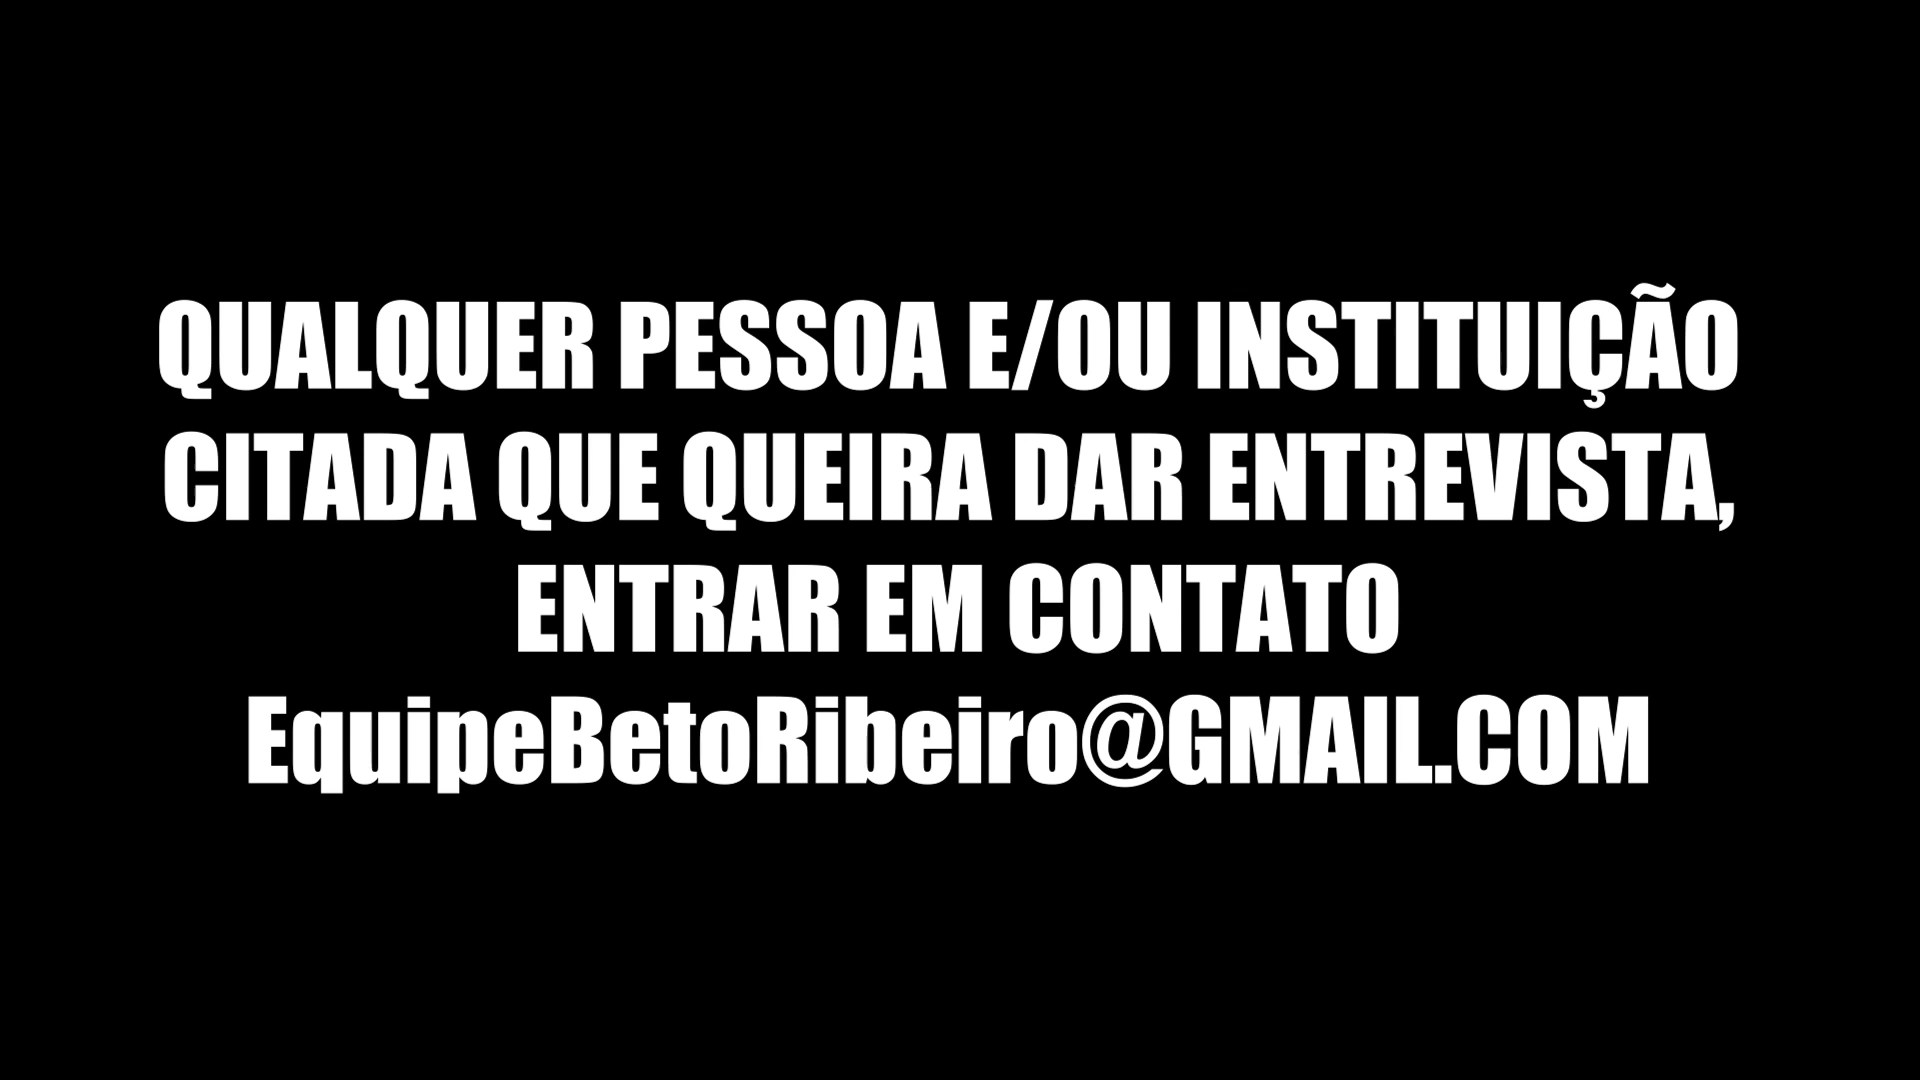 QUALQUER PESSOA E/OU INSTITUIÇÃO
CITADA QUE QUEIRA DAR ENTREVISTA,
ENTRAR EM CONTATO
EquipeBetoRibeiro@GMAIL.COM